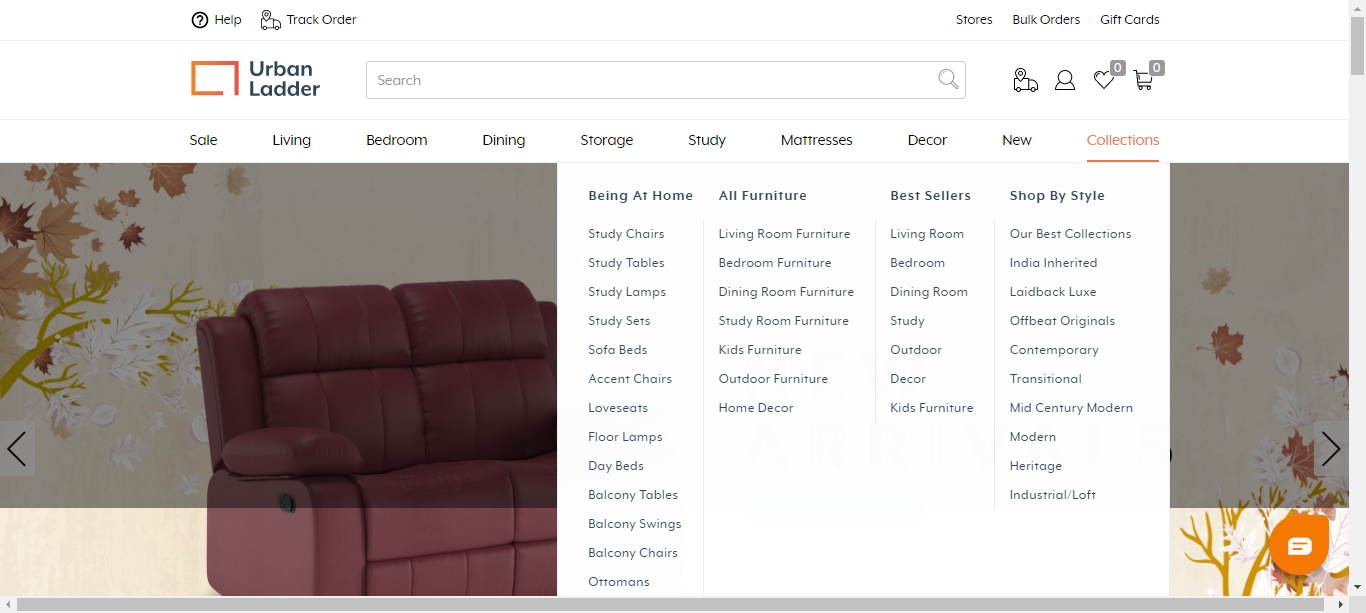 Help
Track Order
Stores
Bulk Orders
Gift Cards
Urban
Ladder
Search
0
0
Sale
Living
Bedroom
Dining
Storage
Study
Mattresses
Decor
New
Collections
Being At Home
Study Chairs
Study Tables
Study Lamps
Study Sets
Sofa Beds
Accent Chairs
Loveseats
Floor Lamps
Day Beds
Balcony Tables
Balcony Swings
Balcony Chairs
Ottomans
All Furniture
Living Room Furniture
Bedroom Furniture
Dining Room Furniture
Study Room Furniture
Kids Furniture
Outdoor Furniture
Home Decor
Best Sellers
Living Room
Bedroom
Dining Room
Study
Outdoor
Decor
Kids Furniture
Shop By Style
Our Best Collections
India Inherited
Laidback Luxe
Offbeat Originals
Contemporary
Transitional
Mid Century Modern
Modern
Heritage
Industrial/Loft
ARRIVALS